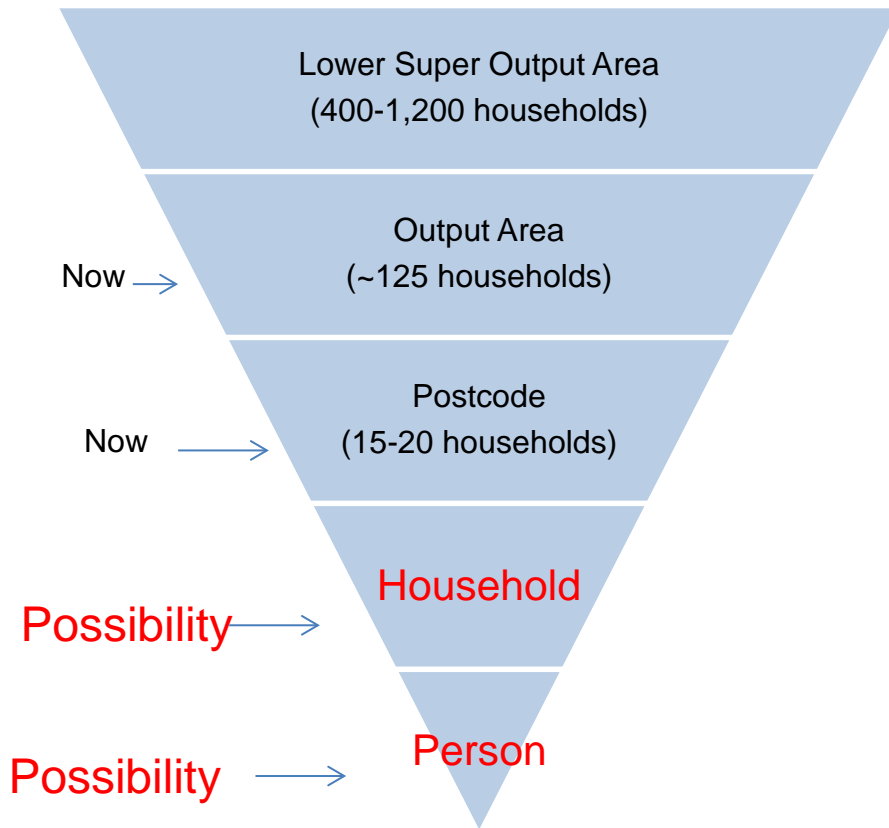 Lower Super Output Area
(400-1,200 households)
Output Area
(~125 households)
Now
Postcode
(15-20 households)
Now
Household
Possibility
Person
Possibility